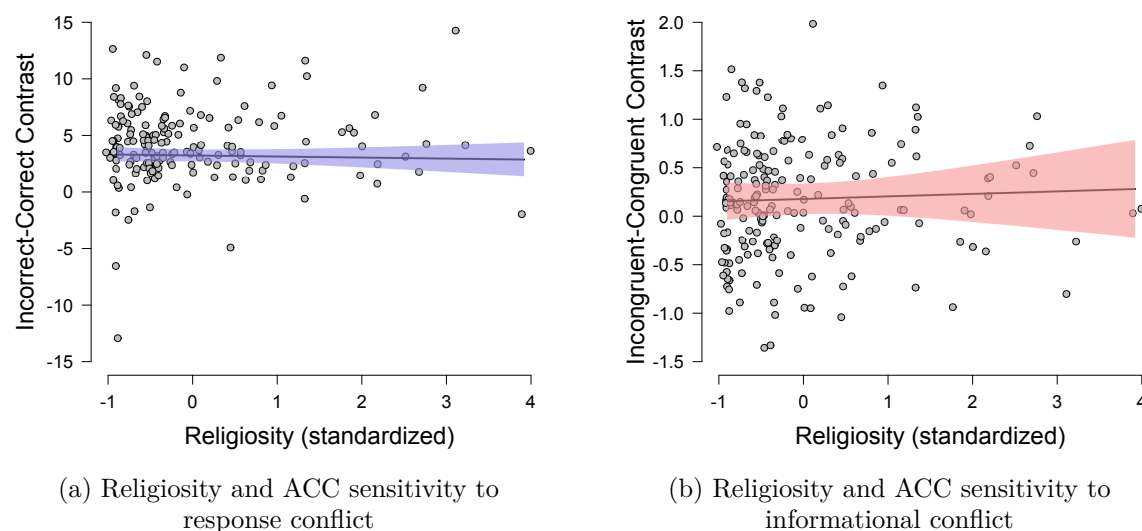 15
10
5
0
5
-10
-15
Incorrect-Correct Contrast
-1 0 1 2 3 4
Religiosity (standardized)
(a) Religiosity and ACC sensitivity to
response conflict
2.0
1.5
1.0
0.5
0.0
0.5
-1.0
-1.5
Incongruent-Congruent Contrast
-1 0 1 2 3 4
Religiosity (standardized)
(b) Religiosity and ACC sensitivity to
informational conflict